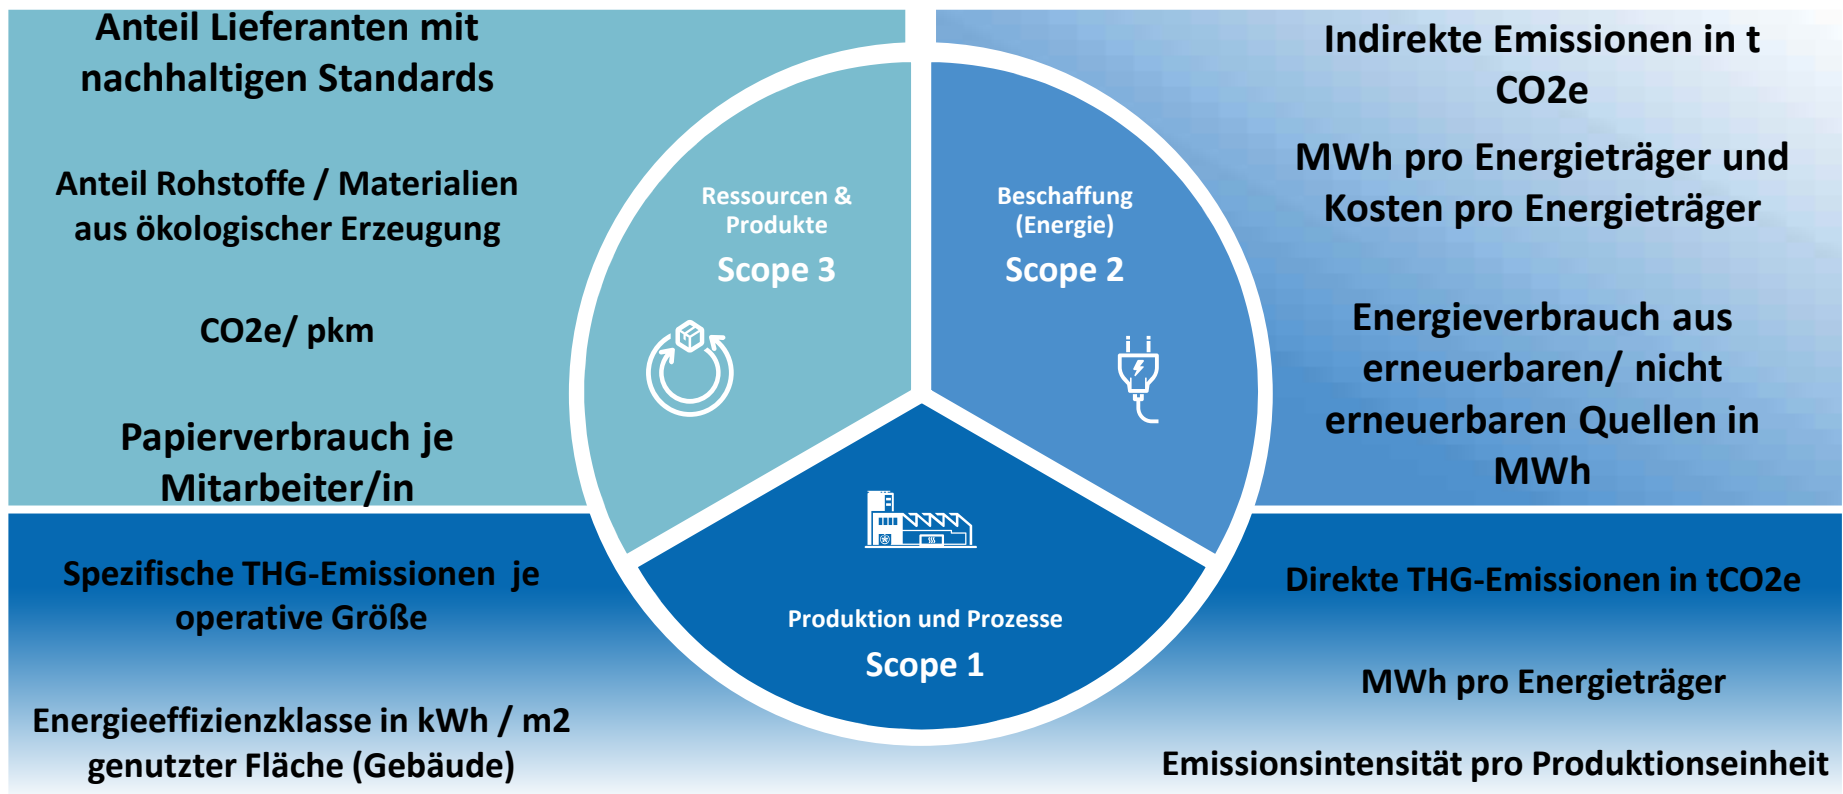 Anteil Lieferanten mit
nachhaltigen Standards
Anteil Rohstoffe / Materialien
aus ökologischer Erzeugung
CO2e/ pkm
Papierverbrauch je
Mitarbeiter/in
Ressourcen &
Produkte
Scope 3
Beschaffung
(Energie)
Scope 2
Indirekte Emissionen in t
CO2e
MWh pro Energieträger und
Kosten pro Energieträger
Energieverbrauch aus
erneuerbaren/ nicht
erneuerbaren Quellen in
MWh
Spezifische THG-Emissionen je
operative Größe
Energieeffizienzklasse in kWh / m2
genutzter Fläche (Gebäude)
Produktion und Prozesse
Scope 1
Direkte THG-Emissionen in tCO2e
MWh pro Energieträger
Emissionsintensität pro Produktionseinheit